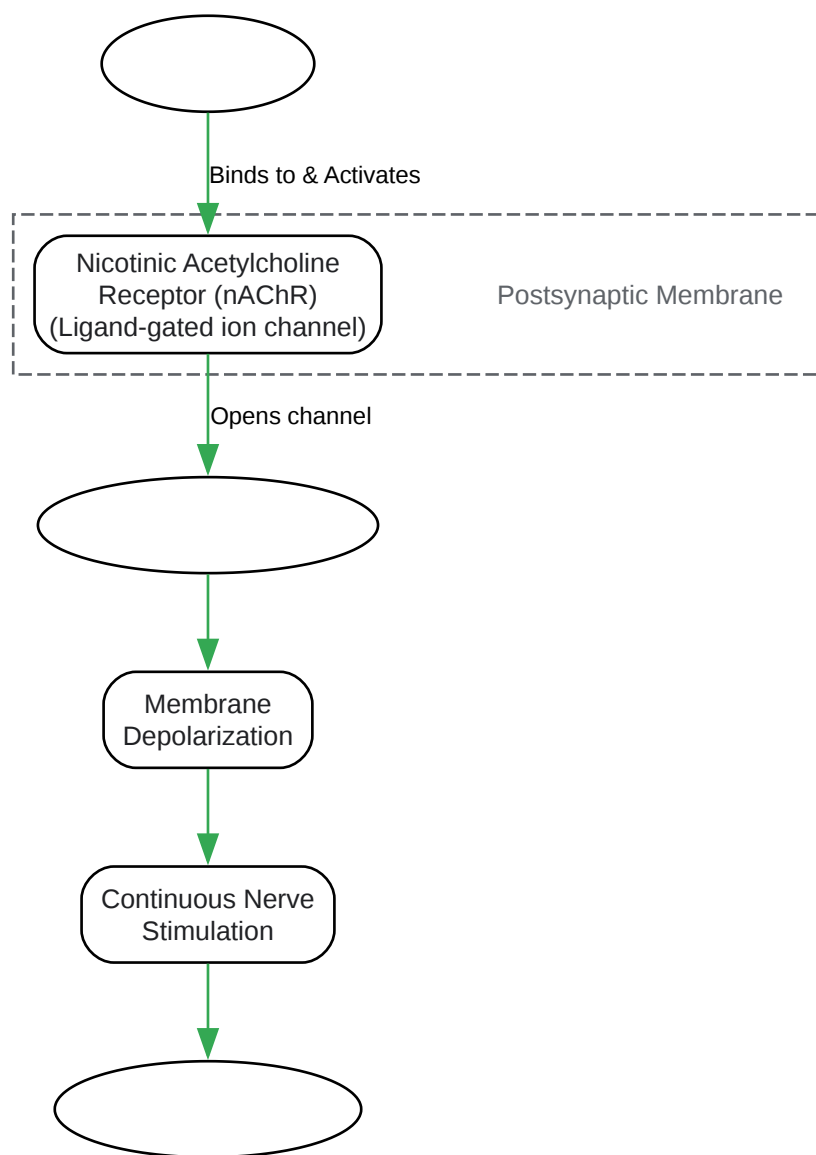 Binds to & Activates
Nicotinic Acetylcholine
Receptor (nAChR)
(Ligand-gated ion channel)
Postsynaptic Membrane
Opens channel
Membrane
Depolarization
Continuous Nerve
Stimulation